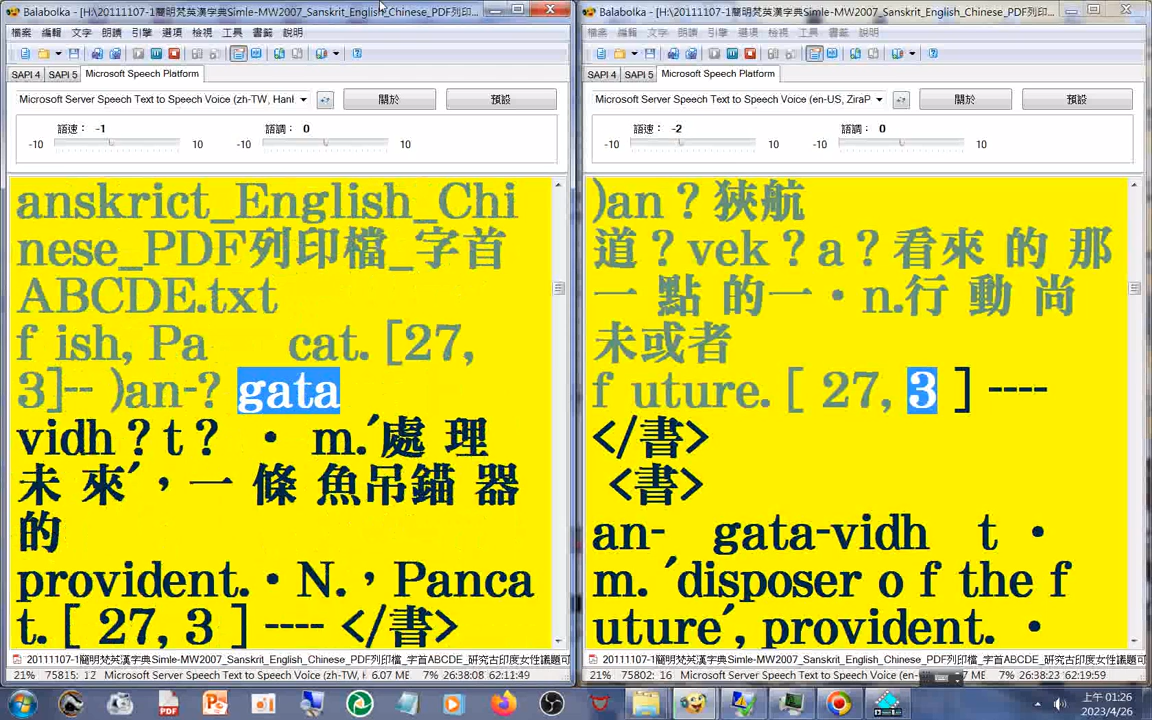 Balabolka - [H:\20111107-1簡明梵英漢字典Simle-MW2007_Sanskrit_English_Chinese_PDF列印...
檔案 編輯 文字 朗讀 引擎 選項 檢視 工具 書籤 說明
SAPI 4 SAPI 5 Microsoft Speech Platform
Microsoft Server Speech Text to Speech Voice (zh-TW, Hanl
關於 預設
語速： -1 語調： 0
-10 10 -10 10
anskrict_English_Chi
nese_PDF列印檔_字首
ABCDE.txt
f ish, Pa cat. [27,
3]-- )an-? gata
vidh？t？ • m.´處 理
未 來´，一 條 魚吊錨 器
的
provident.•N.，Panca
t.[ 27, 3 ] ---- </書>
20111107-1簡明梵英漢字典Simle-MW2007_Sanskrit_English_Chinese_PDF列印檔_字首ABCDE_研究古印度女性議題可
21% 75815: 12 Microsoft Server Speech Text to Speech Voice (zh-TW, 6.07 ME 7% 26:38:08 62:11:49
Balabolka - [H:\20111107-1簡明梵英漢字典Simle-MW2007_Sanskrit_English_Chinese_PDF列印...
檔案 編輯 文字 朗讀 引擎 選項 檢視 工具 書籤 說明
SAPI 4 SAPI 5 Microsoft Speech Platform
Microsoft Server Speech Text to Speech Voice (en-US, ZiraP
關於 預設
語速： -2 語調： 0
-10 10 -10 10
)an？狹航
道？vek？a？看來 的 那
一 點 的一•n.行 動 尚
未或者
f uture. [ 27, 3 ] ----
</書>
<書>
an- gata-vidh t •
m. ´disposer o f the f
uture´, provident. •
20111107-1簡明梵英漢字典Simle-MW2007_Sanskrit_English_Chinese_PDF列印檔_字首ABCDE_研究古印度女性議題可
21% 75802: 16 Microsoft Server Speech Text to Speech Voice (en-US, 7% 26:38:23 62:19:59
上午 01:26
2023/4/26